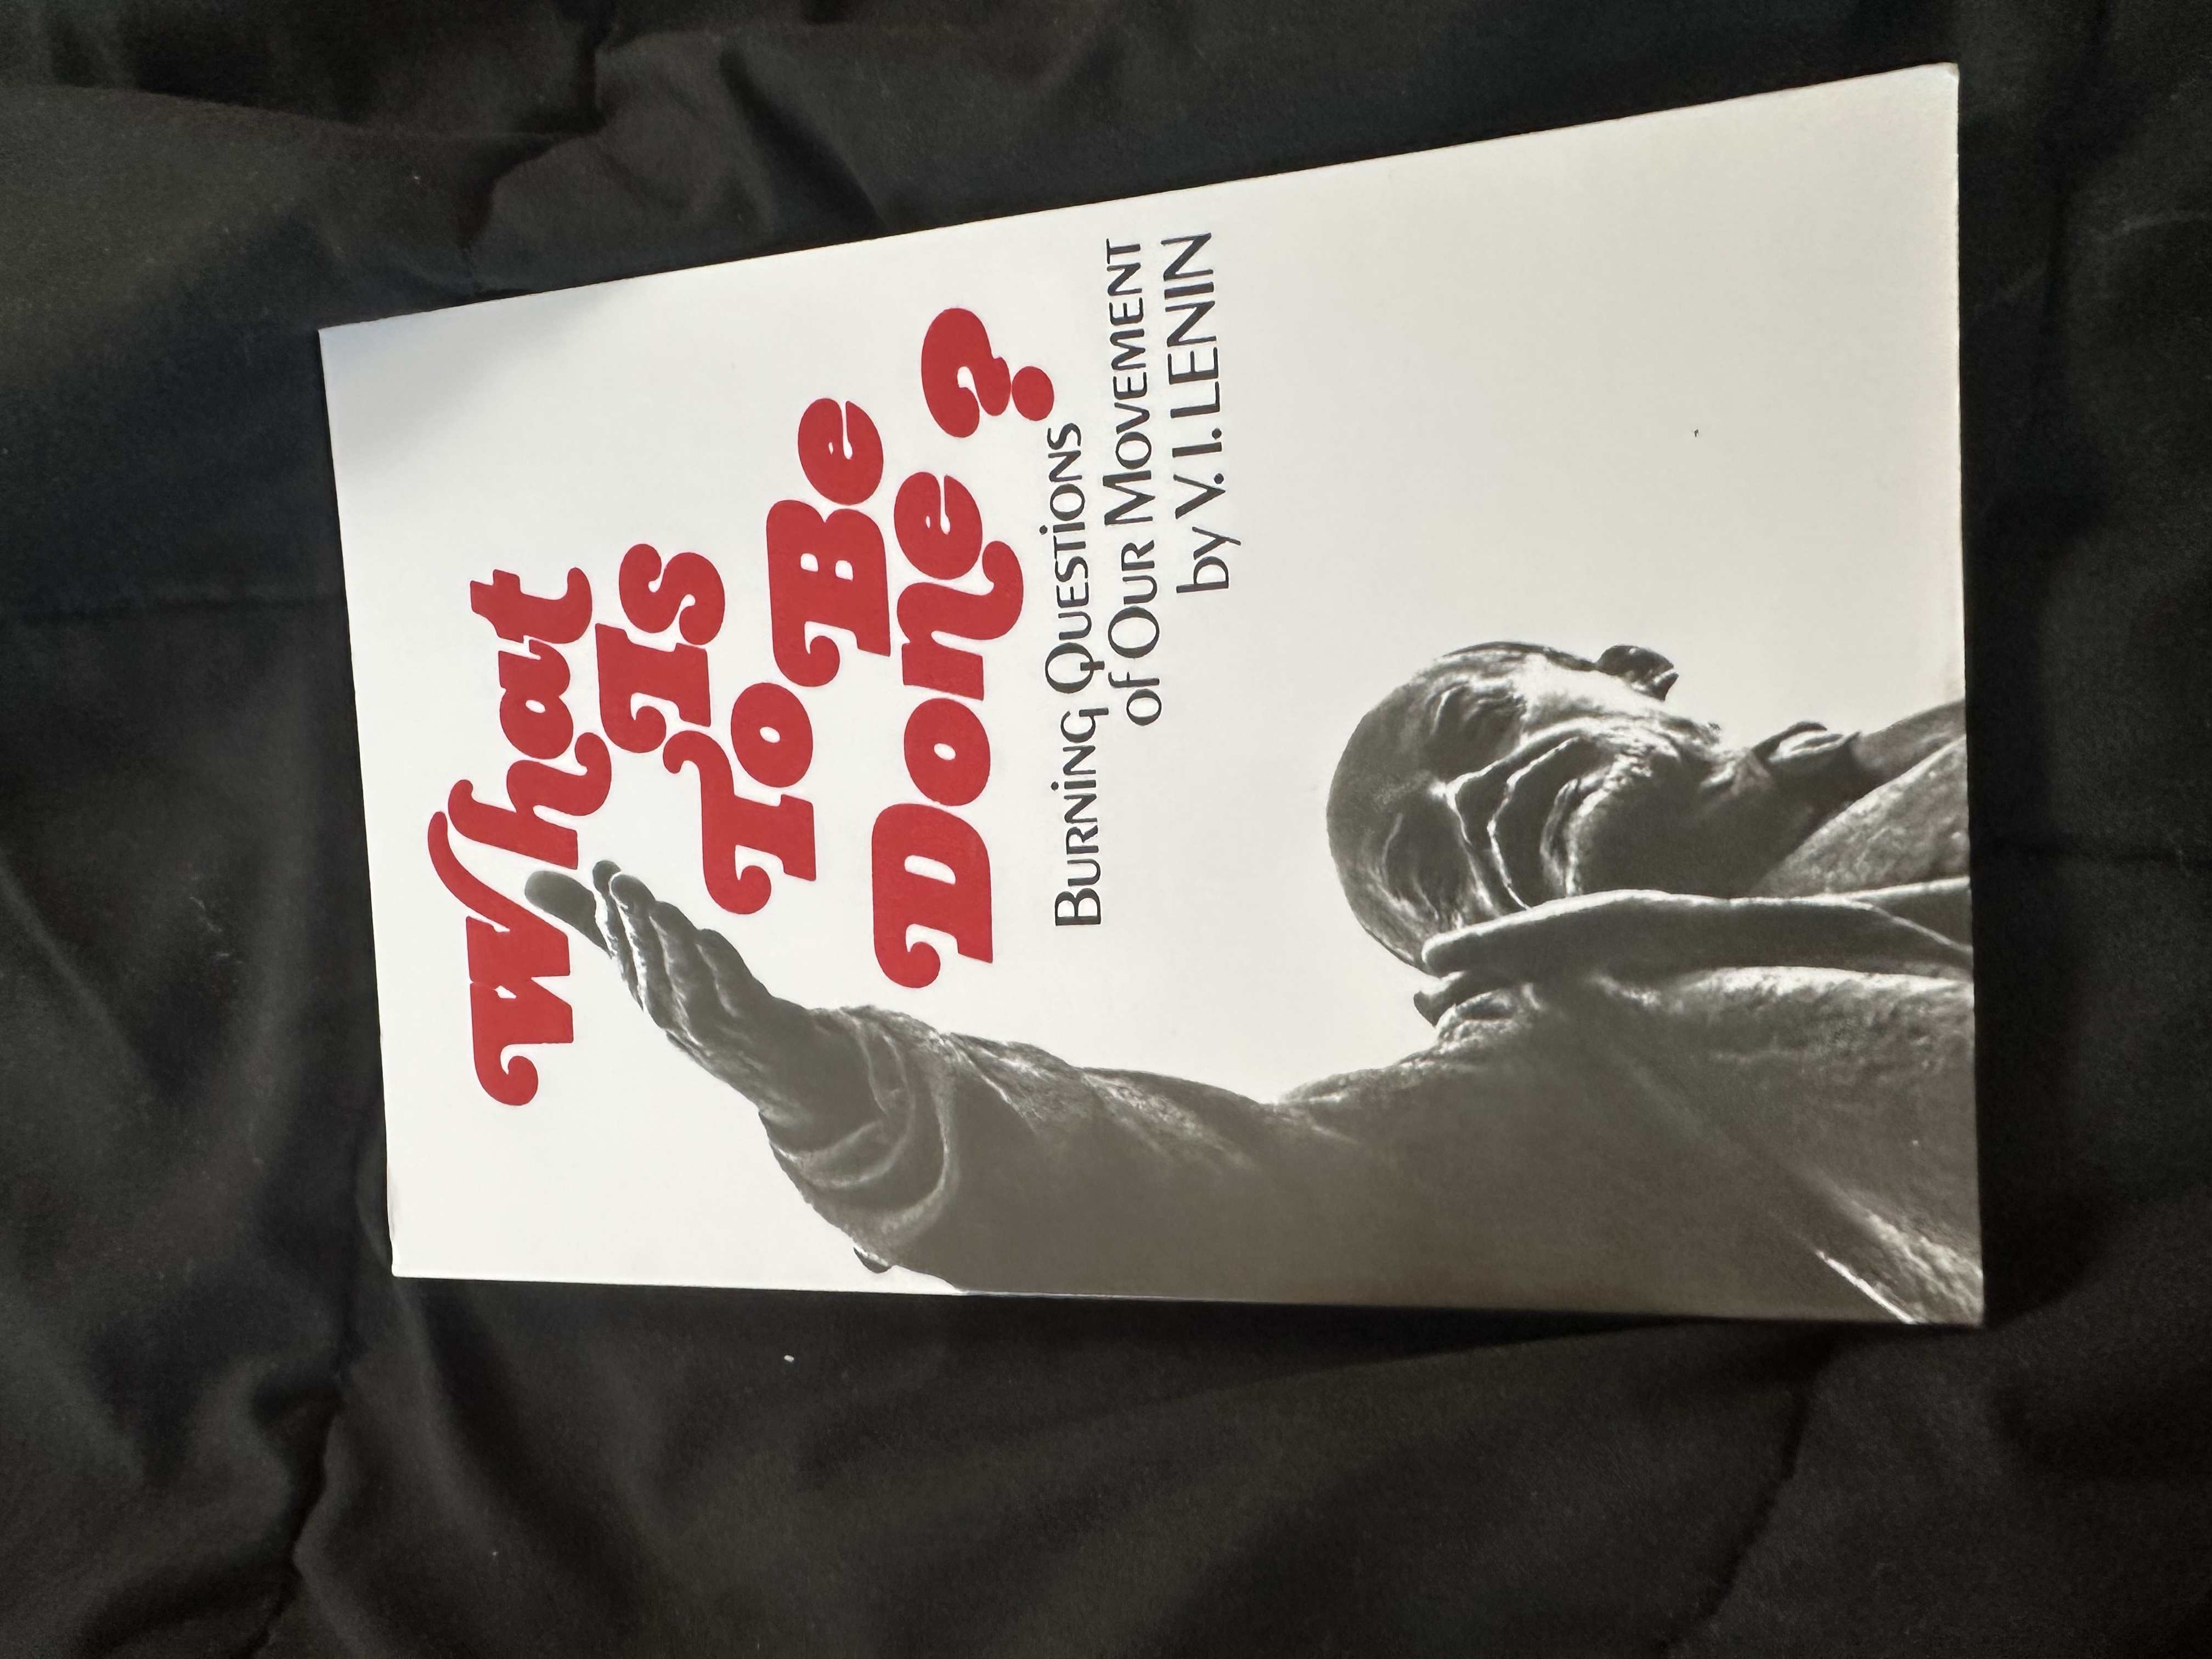 What
Is
To Be
Done?
Burning Questions
of Our Movement
by V. I. LENIN